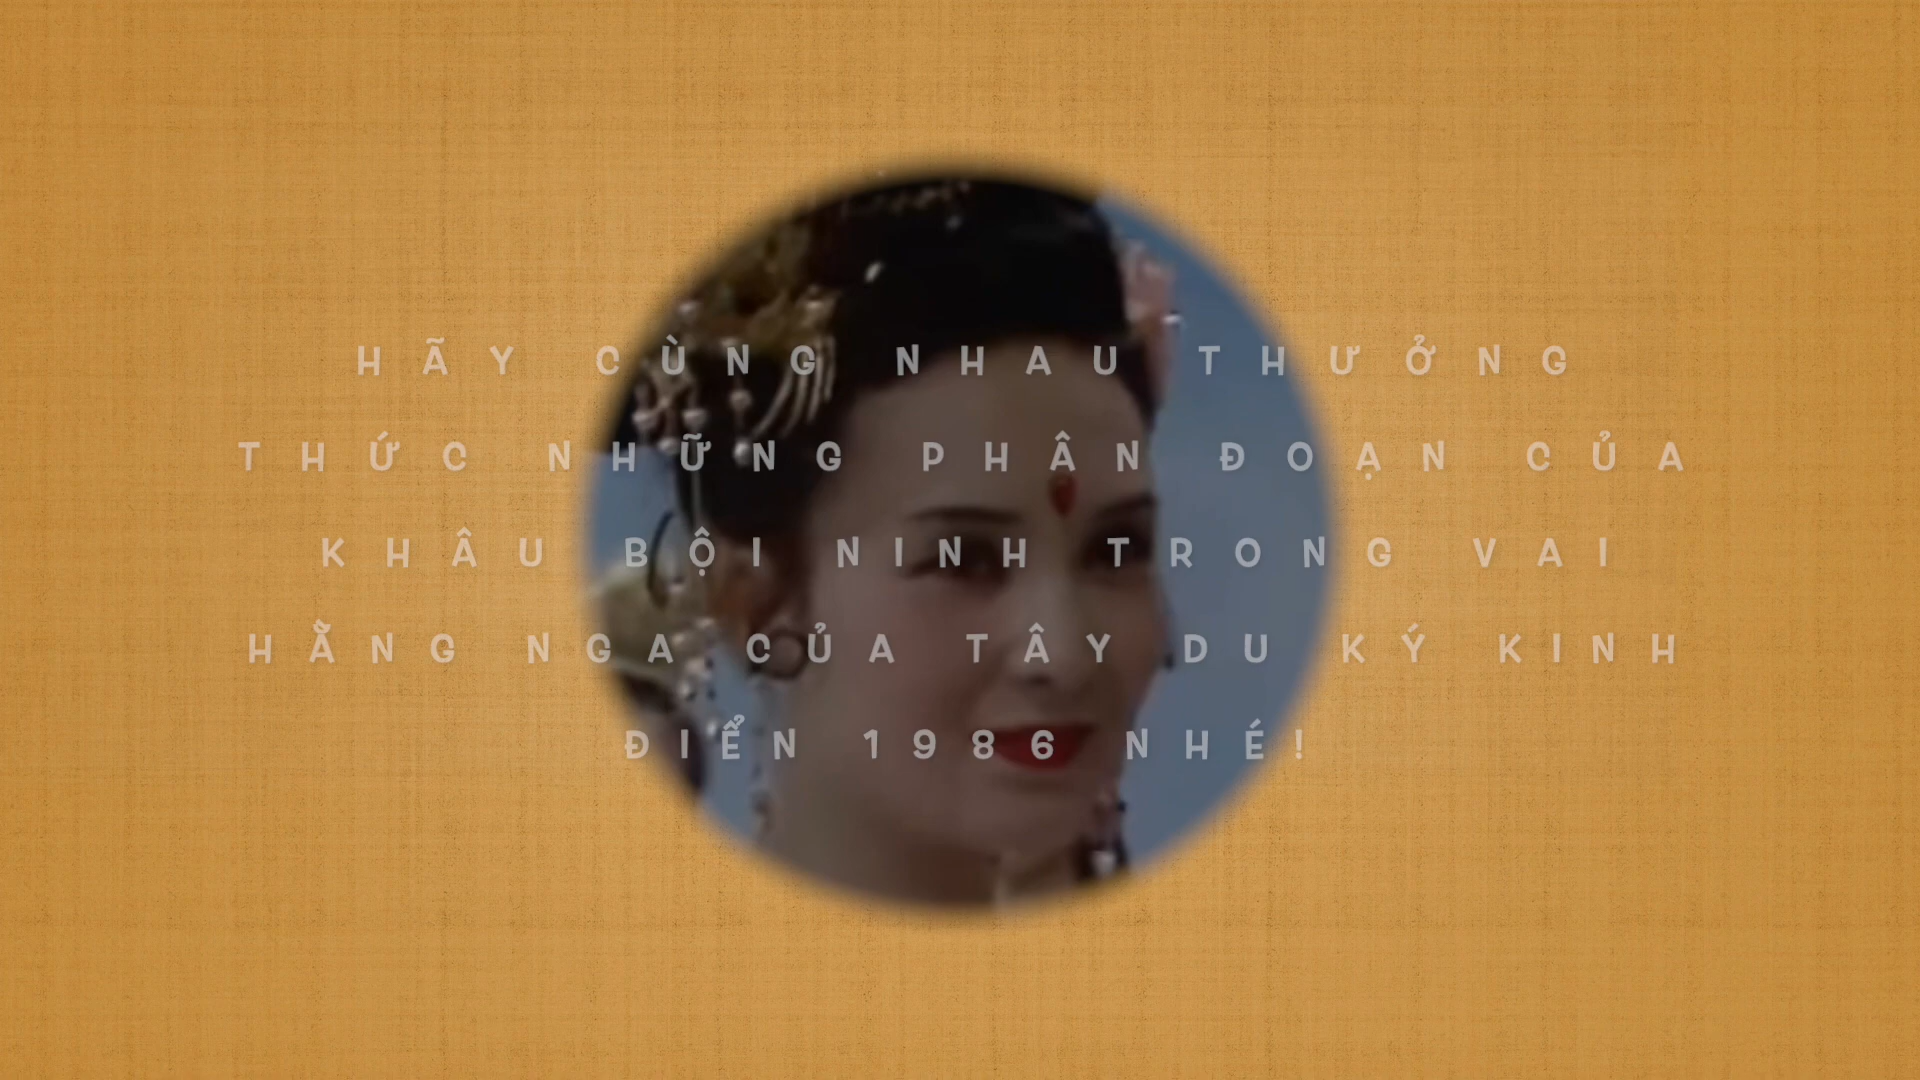 HÃY CÙNG NHAU THƯỞNG
THỨC NHỮNG PHÂN ĐOẠN CỦA
KHÂU BỘI NINH TRONG VAI
HẰNG NGA CỦA TÂY DU KÝ KINH
ĐIỂN 1986 NHÉ!